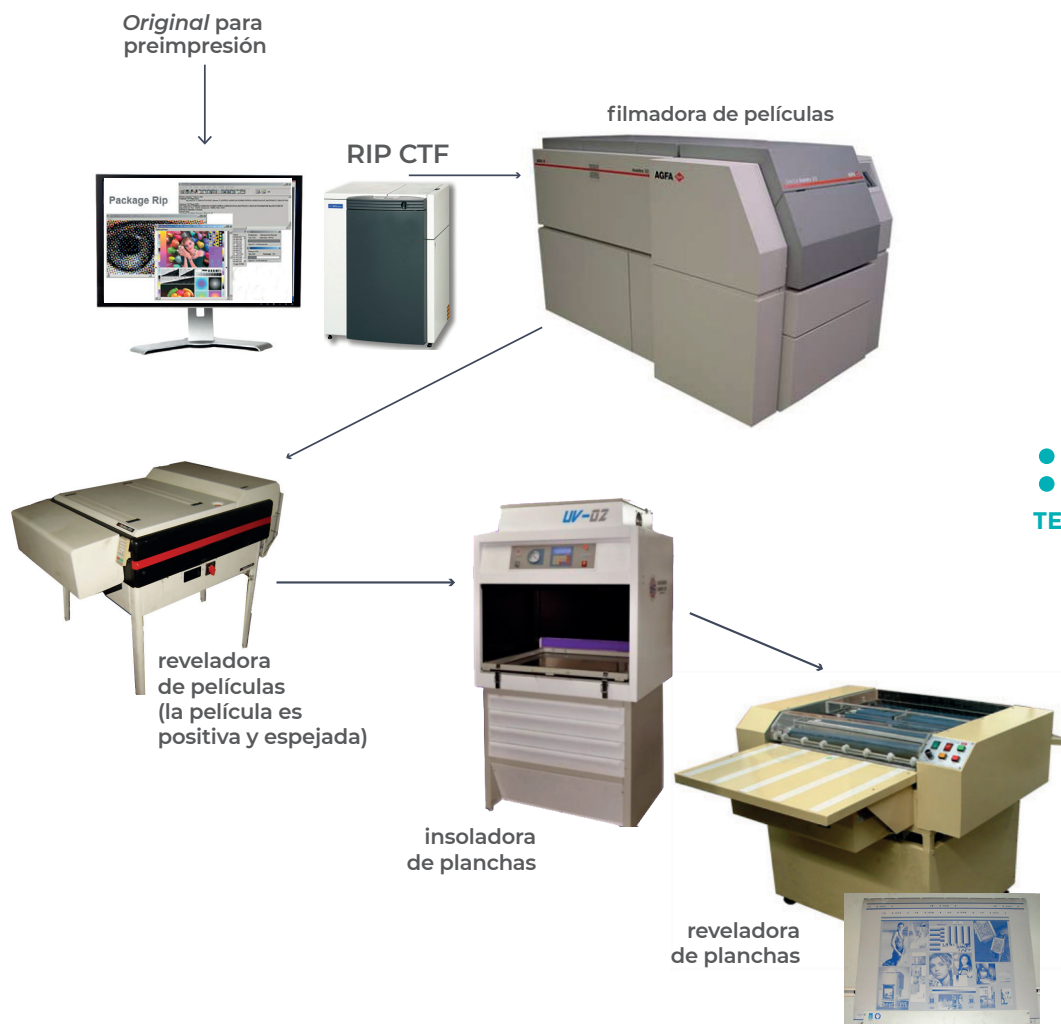 Original para
preimpresión
filmadora de películas
RIP CTF
Package Rip
AGFA
UV-02
TE
reveladora
de películas
(la película es
positiva y espejada)
insoladora
de planchas
reveladora
de planchas